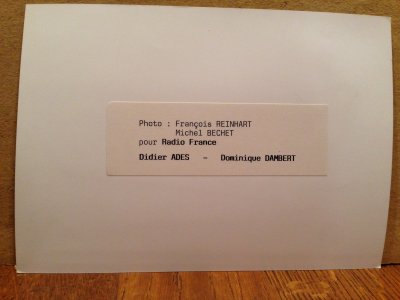 Photo : François REINHART
Michel BECHET
pour Radio France
Didier ADES – Dominique DAMBERT